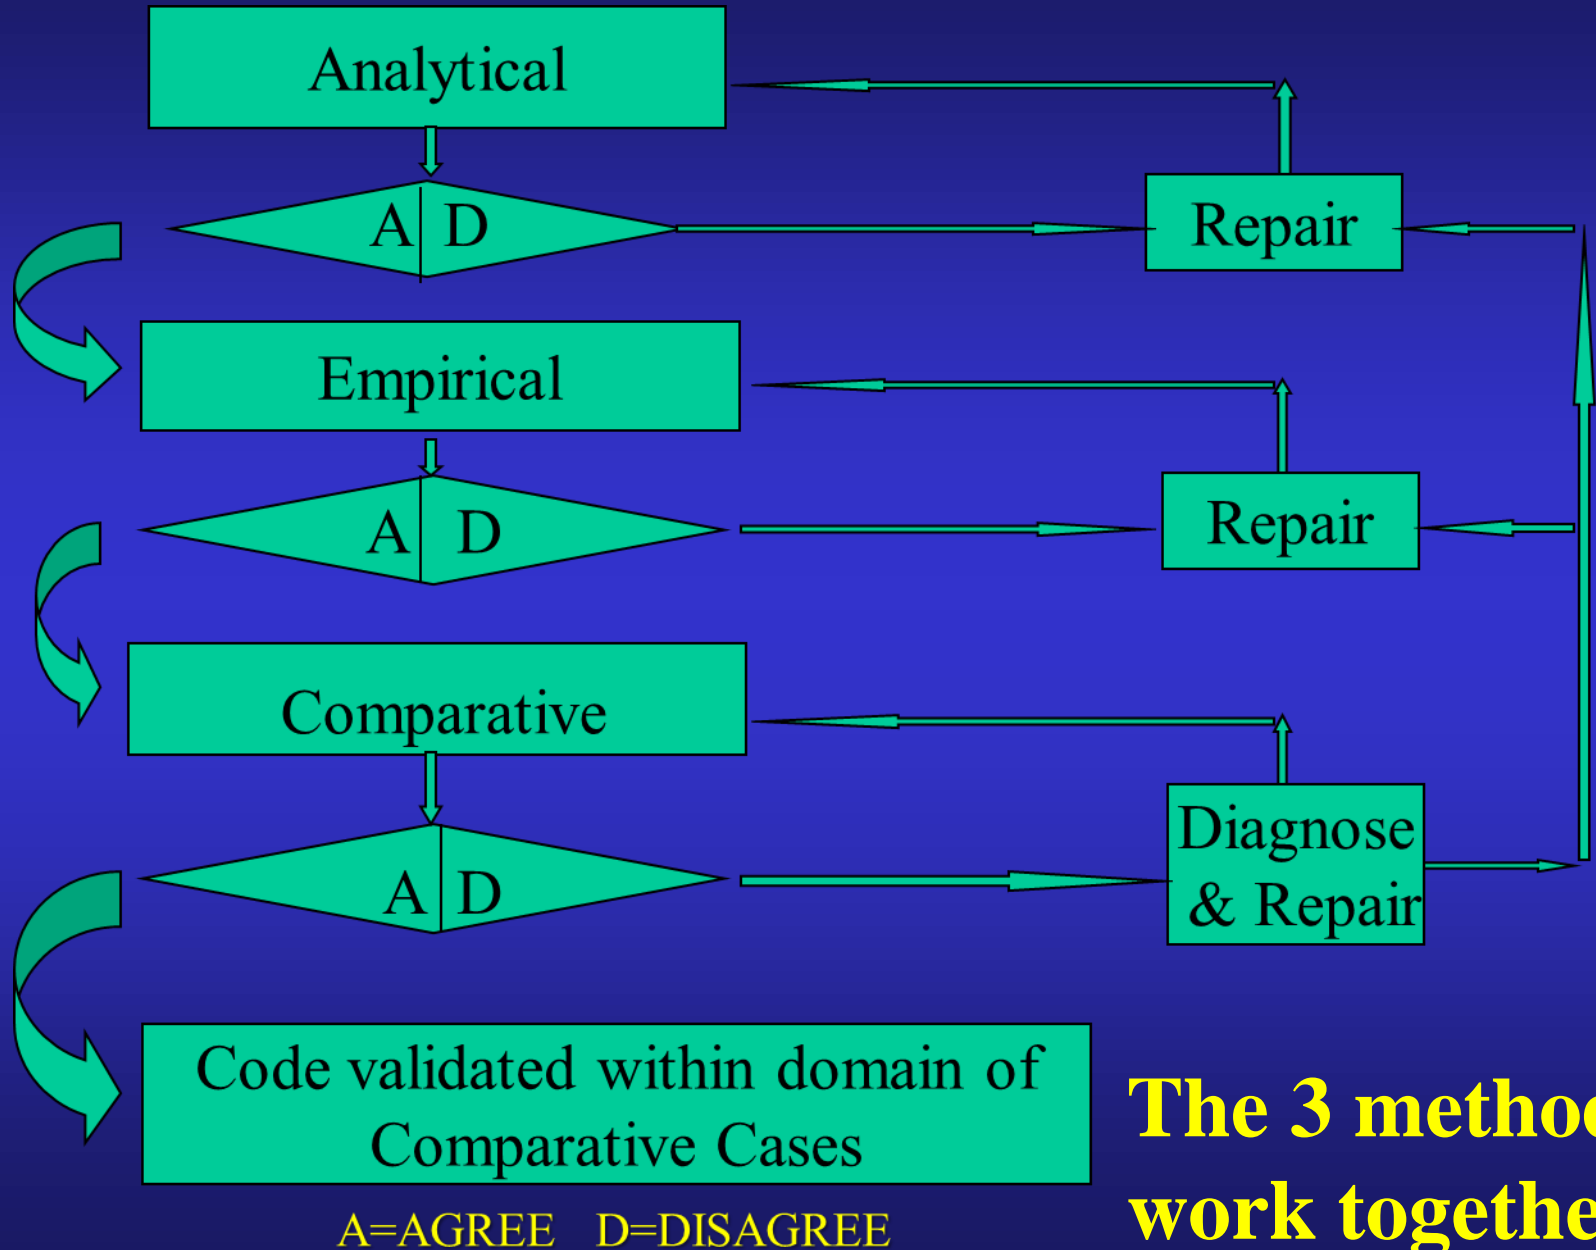 Analytical
A D
Repair
Empirical
A D
Repair
Comparative
A D
Diagnose
& Repair
Code validated within domain of
Comparative Cases
The 3
work
A=AGREE D=DISAGREE